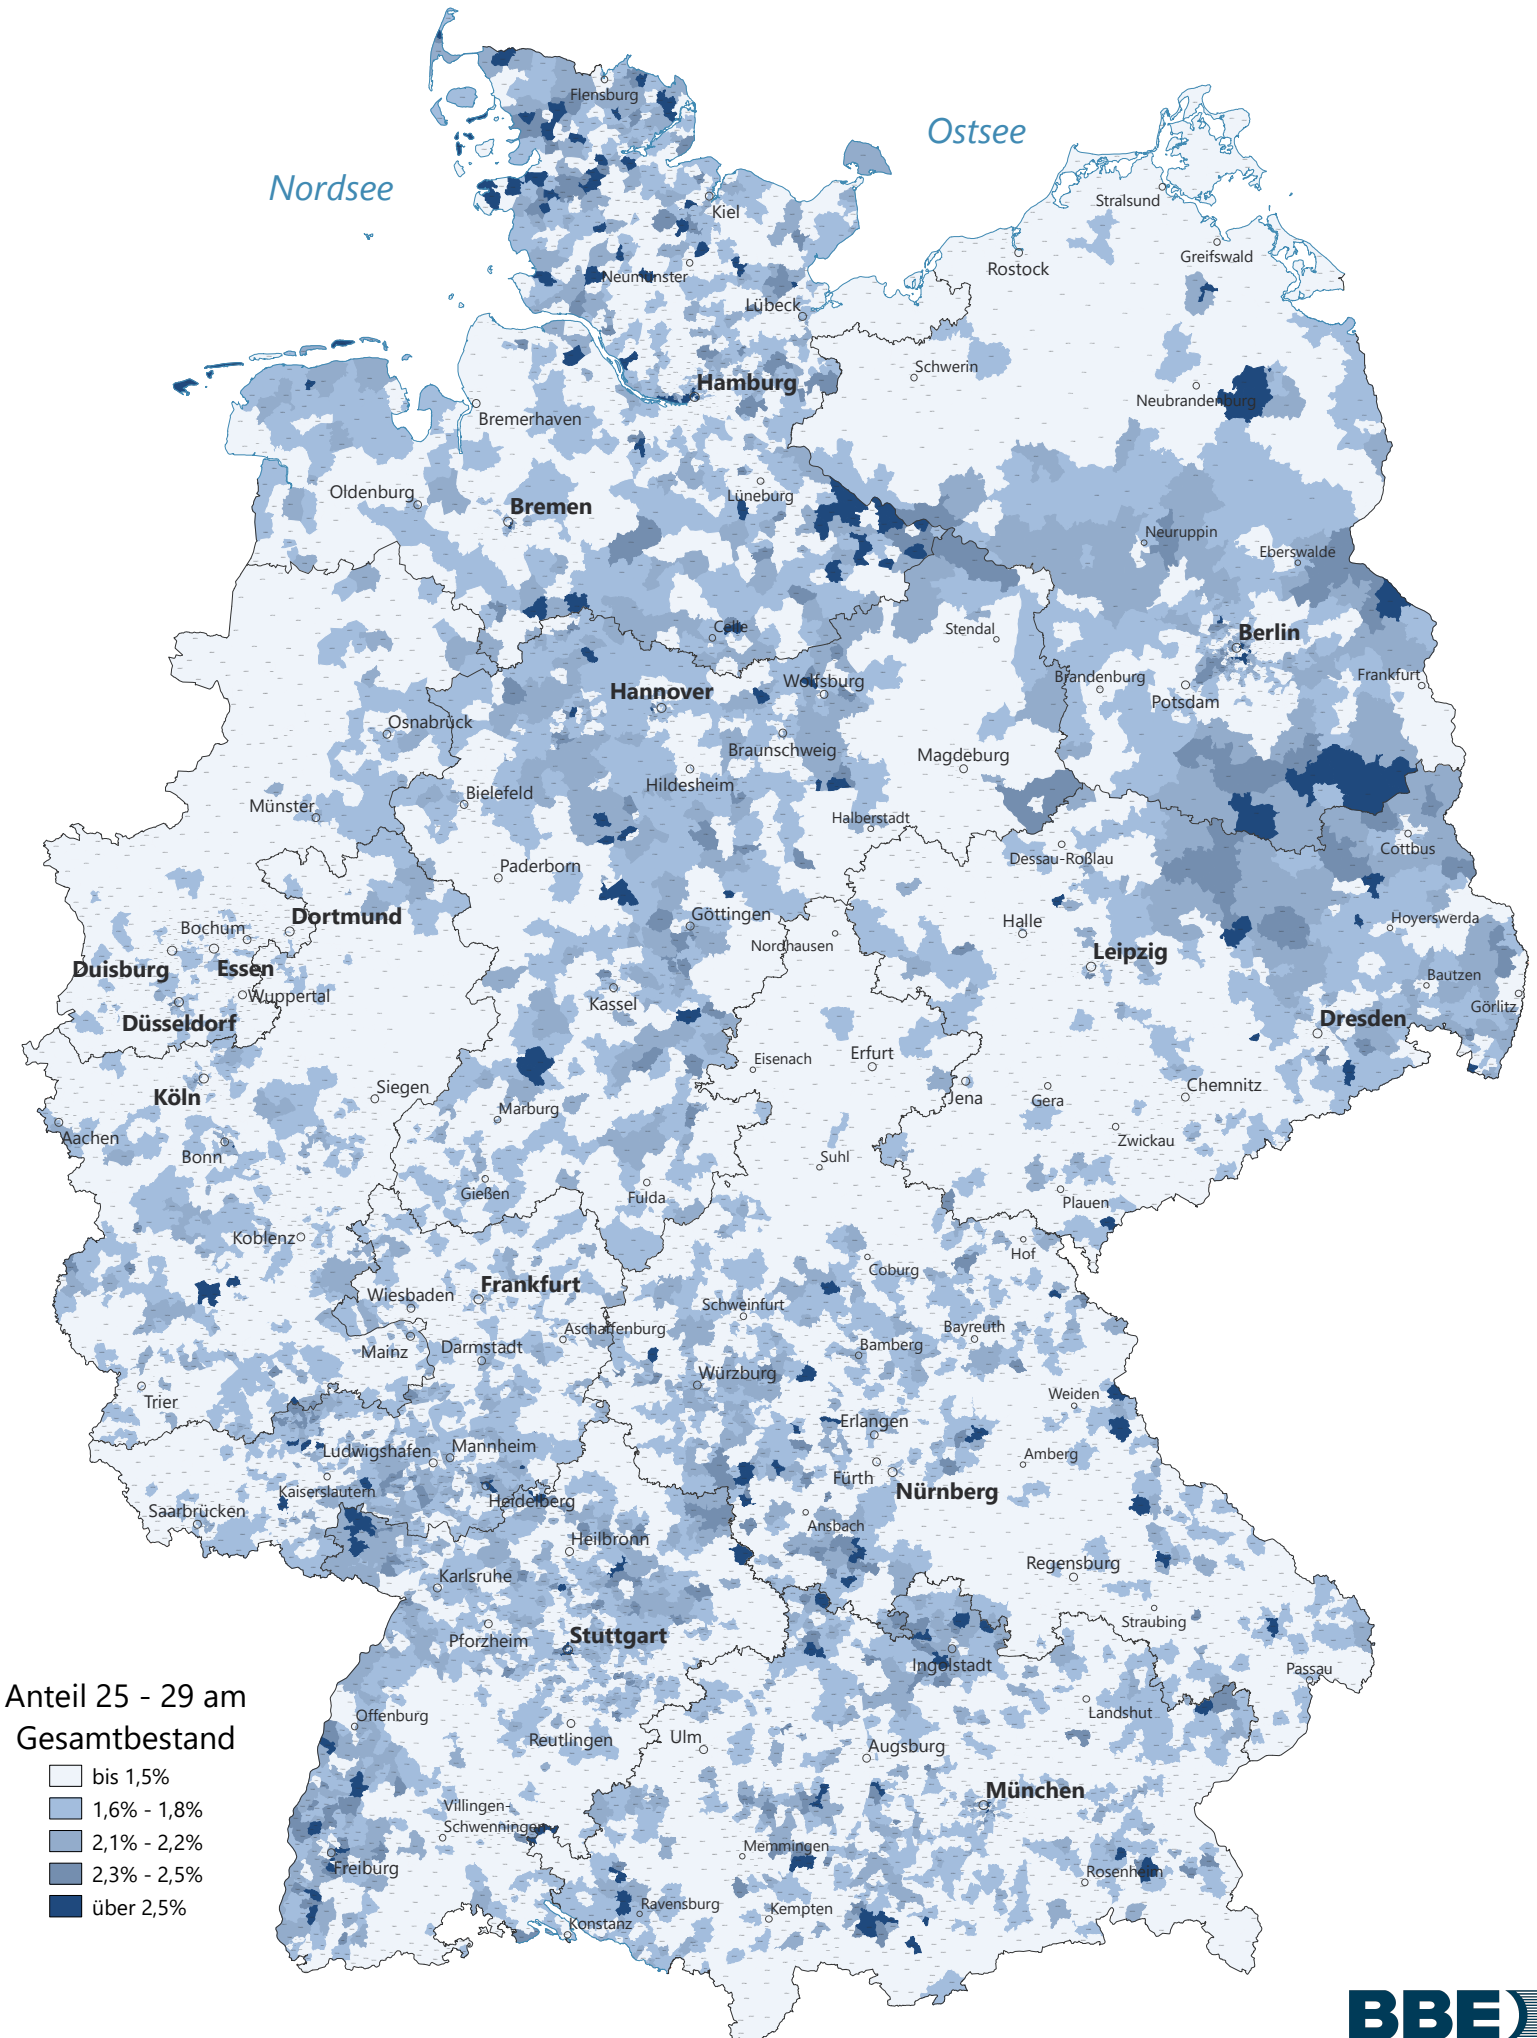 Ostsee
Nordsee
Flensburg
Kiel
Stralsund
Greifswald
Rostock
Neumünster
Lübeck
Schwerin
Hamburg
Neubrandenburg
Bremerhaven
Oldenburg
Lüneburg
Bremen
Neuruppin
Eberswalde
Celle
Stendal
Berlin
Hannover
Wolfsburg
Brandenburg
Frankfurt
Potsdam
Osnabrück
Braunschweig
Magdeburg
Hildesheim
Bielefeld
Münster
Halberstadt
Cottbus
Dessau-Roßlau
Paderborn
Dortmund
Göttingen
Hoyerswerda
Bochum
Halle
Nordhausen
Leipzig
Duisburg
Essen
Bautzen
Wuppertal
Kassel
Görlitz
Düsseldorf
Dresden
Eisenach
Erfurt
Siegen
Chemnitz
Köln
Jena
Gera
Marburg
Aachen
Zwickau
Bonn
Suhl
Gießen
Fulda
Plauen
Koblenz
Hof
Coburg
Frankfurt
Wiesbaden
Schweinfurt
Aschaffenburg
Bayreuth
Mainz
Darmstadt
Bamberg
Würzburg
Weiden
Trier
Erlangen
Ludwigshafen
Mannheim
Amberg
Fürth
Kaiserslautern
Nürnberg
Heidelberg
Saarbrücken
Ansbach
Heilbronn
Regensburg
Karlsruhe
Straubing
Pforzheim
Stuttgart
Ingolstadt
Passau
Anteil 25 - 29 am
Gesamtbestand
bis 1,5%
1,6% - 1,8%
2,1% - 2,2%
2,3% - 2,5%
über 2,5%
Offenburg
Landshut
Reutlingen
Ulm
Augsburg
München
Villingen-
Schwenningen
Memmingen
Freiburg
Rosenheim
Ravensburg
Kempten
Konstanz
BBE